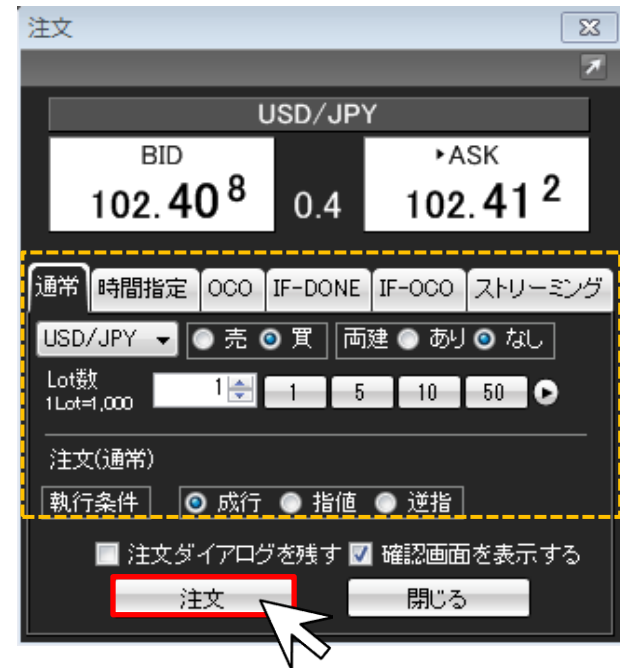 注文
USD/JPY
BID ▸ASK
102.408 0.4 102.412
通常 時間指定 OCO IF-DONE IF-OCO ストリーミング
USD/JPY 売 買 両建 あり なし
Lot数 1 1 5 10 50
1Lot=1,000
注文(通常)
執行条件 成行 指値 逆指
注文ダイアログを残す 確認画面を表示する
注文 閉じる